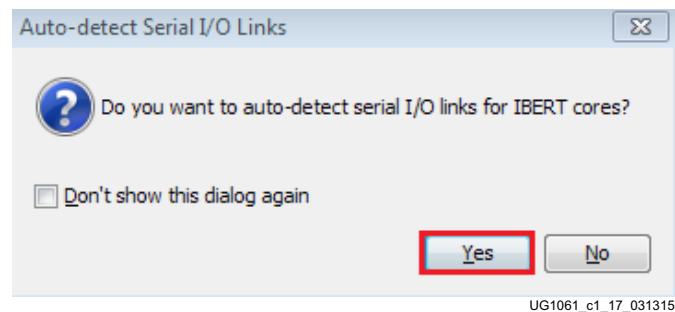 Auto-detect Serial I/O Links
Do you want to auto-detect serial I/O links for IBERT cores?
Don't show this dialog again
Yes No
UG1061_c1_17_031315